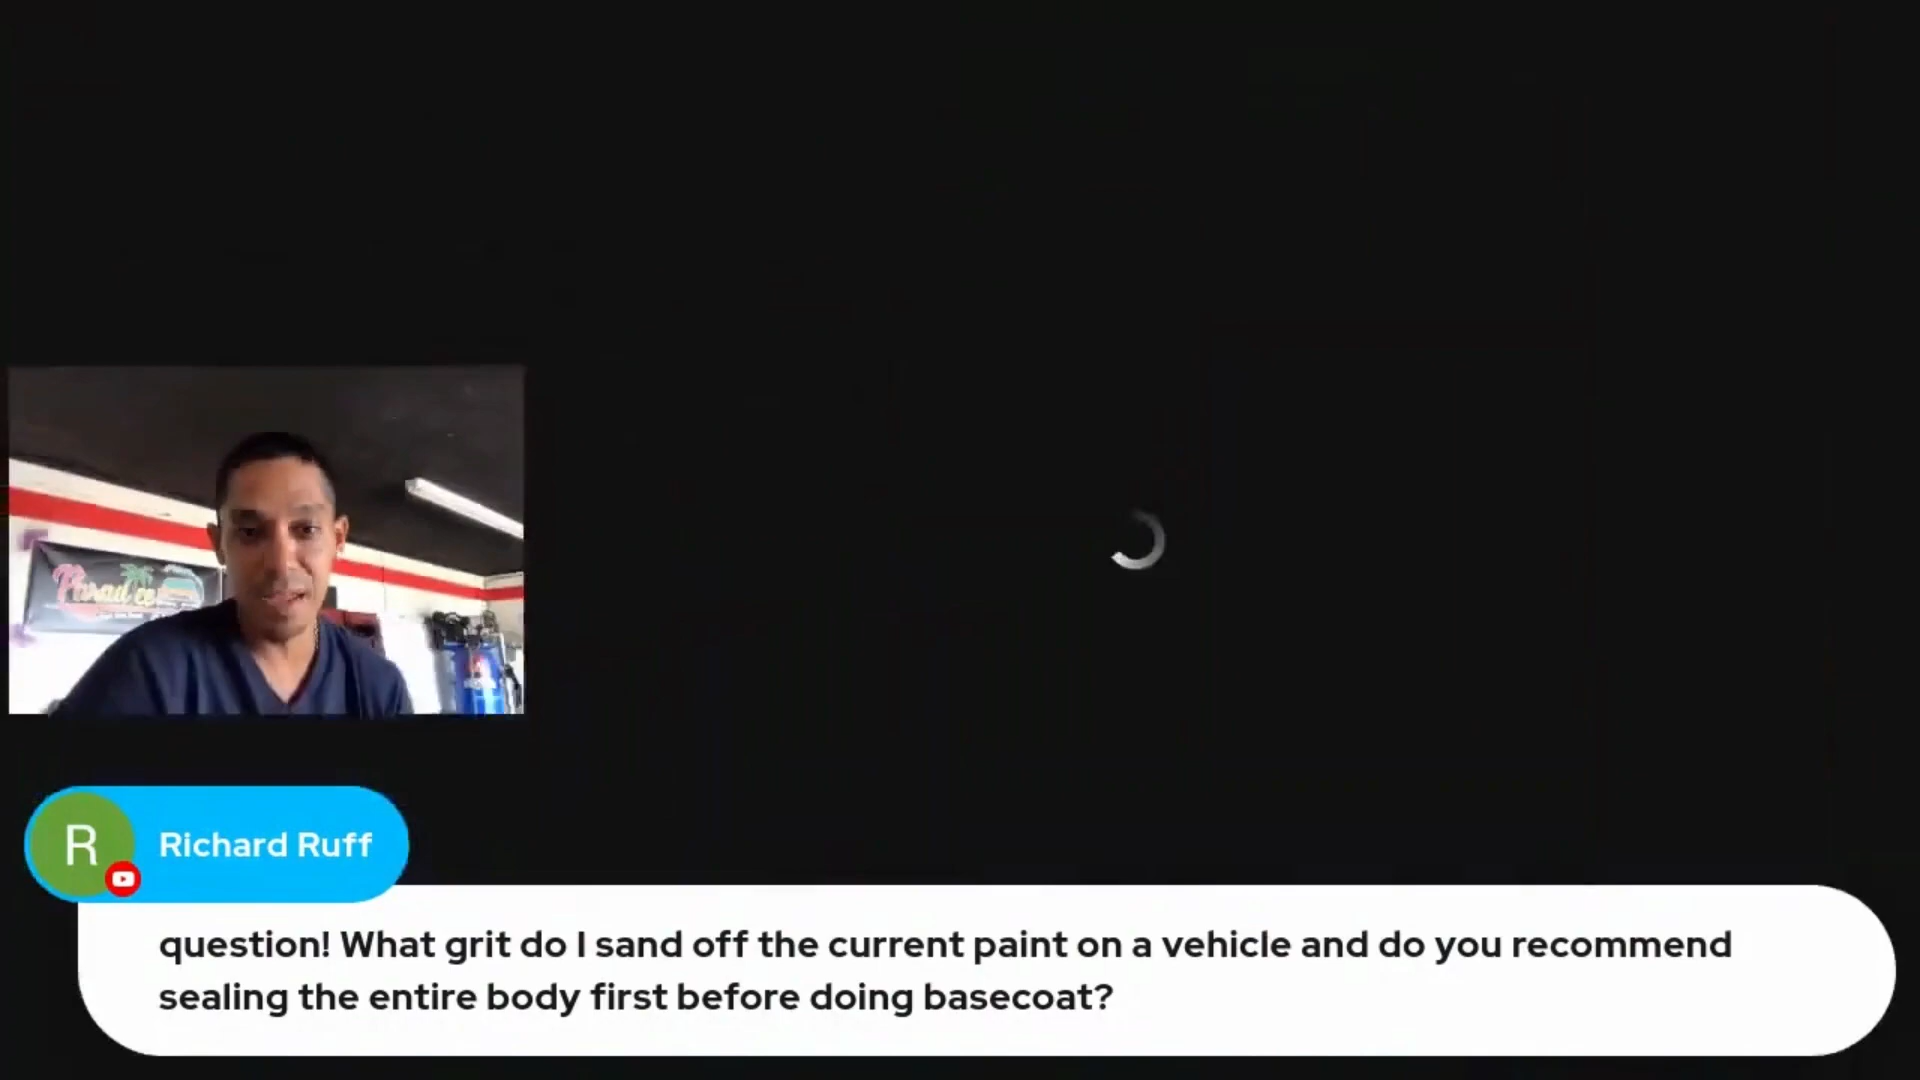 Paradice
R
Richard Ruff
question! What grit do I sand off the current paint on a vehicle and do you recommend
sealing the entire body first before doing basecoat?